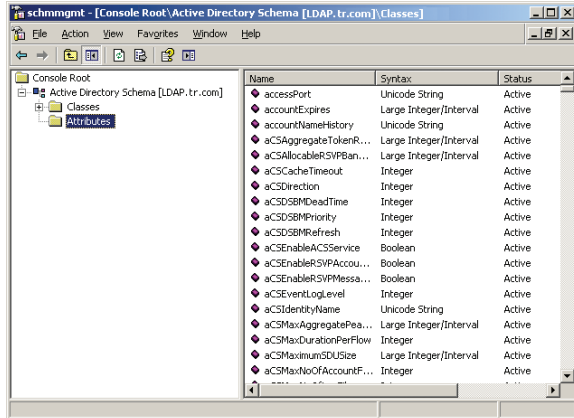 schmmgmt - [Console Root\Active Directory Schema [LDAP.tr.com]\Classes]
File Action View Favorites Window Help
Console Root
Active Directory Schema [LDAP.tr.com]
Classes
Attributes
Name Syntax Status
accessPort Unicode String Active
accountExpires Large Integer/Interval Active
accountNameHistory Unicode String Active
aCSAggregateTokenR... Large Integer/Interval Active
aCSAllocableRSVPBan... Large Integer/Interval Active
aCSCacheTimeout Integer Active
aCSDirection Integer Active
aCSDSBMDeadTime Integer Active
aCSDSBMPriority Integer Active
aCSDSBMRefresh Integer Active
aCSEnableACSService Boolean Active
aCSEnableRSVPAccou... Boolean Active
aCSEnableRSVPMessa... Boolean Active
aCSEventLogLevel Integer Active
aCSIdentityName Unicode String Active
aCSMaxAggregatePea... Large Integer/Interval Active
aCSMaxDurationPerFlow Integer Active
aCSMaximumSDUSize Large Integer/Interval Active
aCSMaxNoOfAccountF... Integer Active